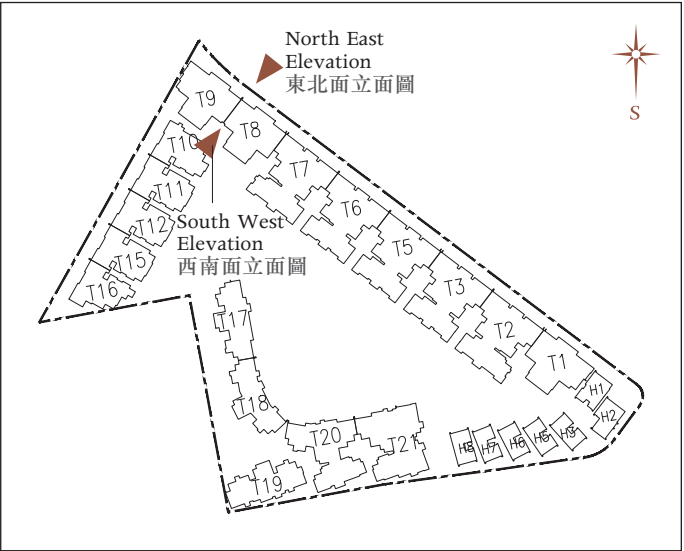 North East
Elevation
東北面立面圖
S
T9
T8
T10
T7
T11
T6
T12
South West
Elevation
西南面立面圖
T5
T15
T3
T16
T17
T2
T1
H1
T18
H2
T20
T21
H8
H7
H6
H5
H3
T19